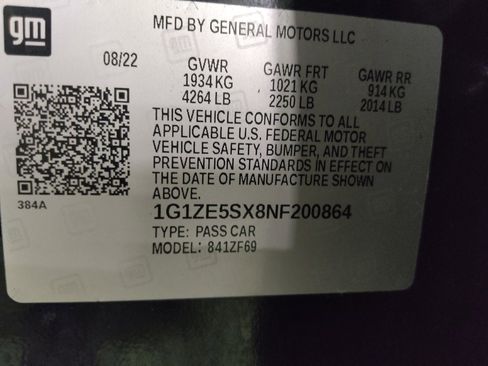 gm
MFD BY GENERAL MOTORS LLC
08/22 GVWR GAWR FRT GAWR RR
1934 KG 1021 KG 914 KG
4264 LB 2250 LB 2014 LB
THIS VEHICLE CONFORMS TO ALL
APPLICABLE U.S. FEDERAL MOTOR
VEHICLE SAFETY, BUMPER, AND THEFT
PREVENTION STANDARDS IN EFFECT ON
THE DATE OF MANUFACTURE SHOWN
ABOVE.
384A
1G1ZE5SX8NF200864
TYPE: PASS CAR
MODEL: 841ZF69